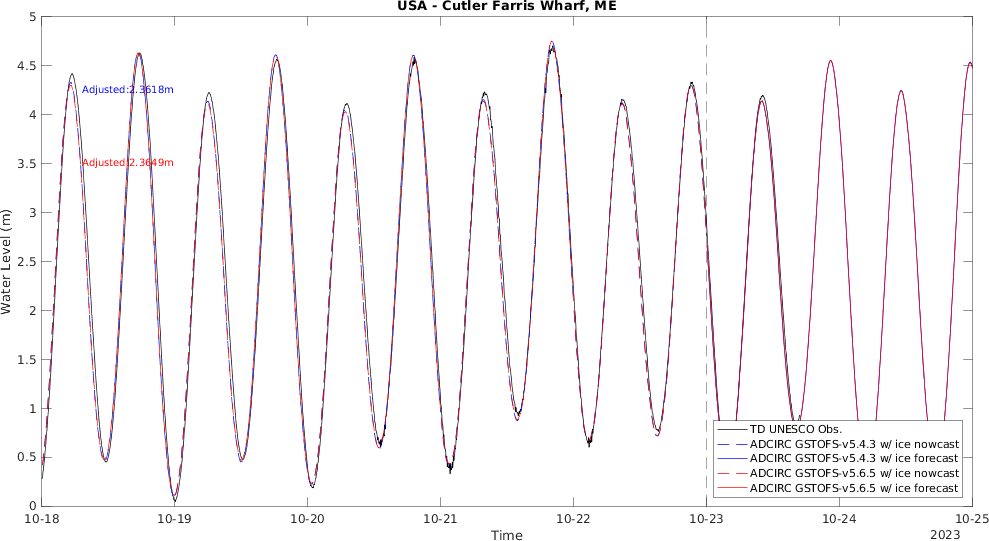 USA - Cutler Farris Wharf, ME
5
4.5
4
3.5
3
2.5
2
1.5
1
0.5
0
Water Level (m)
Adjusted:2.3618m
Adjusted:2.3649m
TD UNESCO Obs.
ADCIRC GSTOFS-v5.4.3 w/ ice nowcast
ADCIRC GSTOFS-v5.4.3 w/ ice forecast
ADCIRC GSTOFS-v5.6.5 w/ ice nowcast
ADCIRC GSTOFS-v5.6.5 w/ ice forecast
10-18 10-19 10-20 10-21 10-22 10-23 10-24 10-25
Time
2023